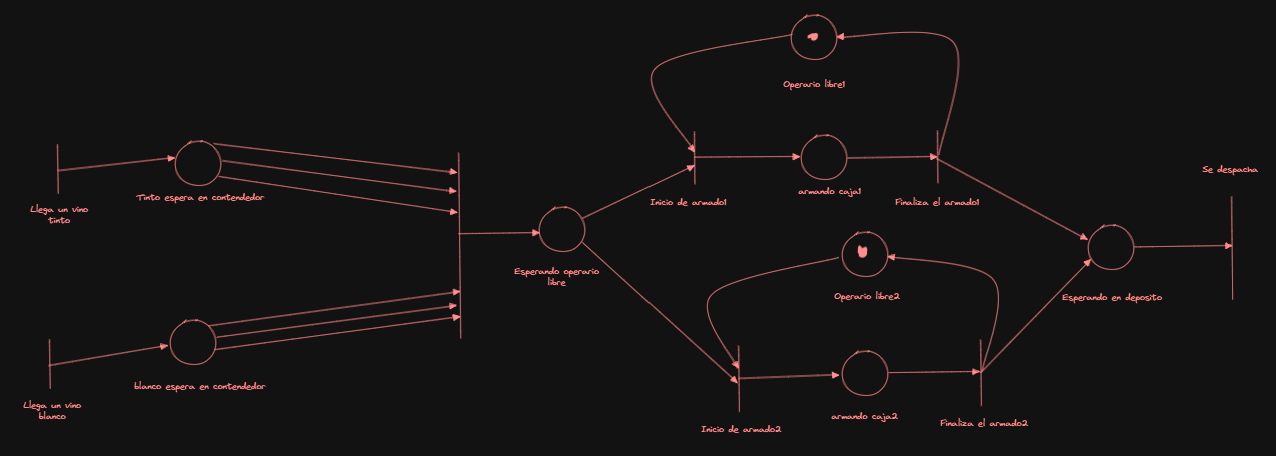 Operario libre1
Se despacha
Tinto espera en contendedor
armando caja1
Inicio de armado1
Finaliza el armado1
Llega un vino
tinto
Esperando operario
libre
Operario libre2
Esperando en deposito
blanco espera en contendedor
Llega un vino
blanco
armando caja2
Inicio de armado2
Finaliza el armado2